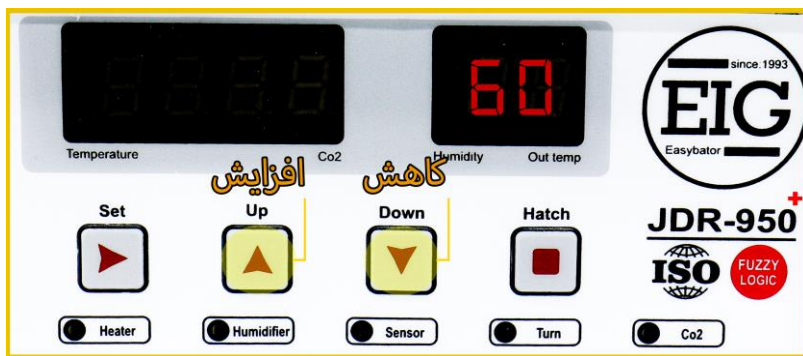 60
since.1993
EIG
Easybator
Temperature
Co2
Humidity
Out temp
افزایش
کاهش
Set
Up
Down
Hatch
JDR-950+
ISO
FUZZY
LOGIC
Heater
Humidifier
Sensor
Turn
Co2